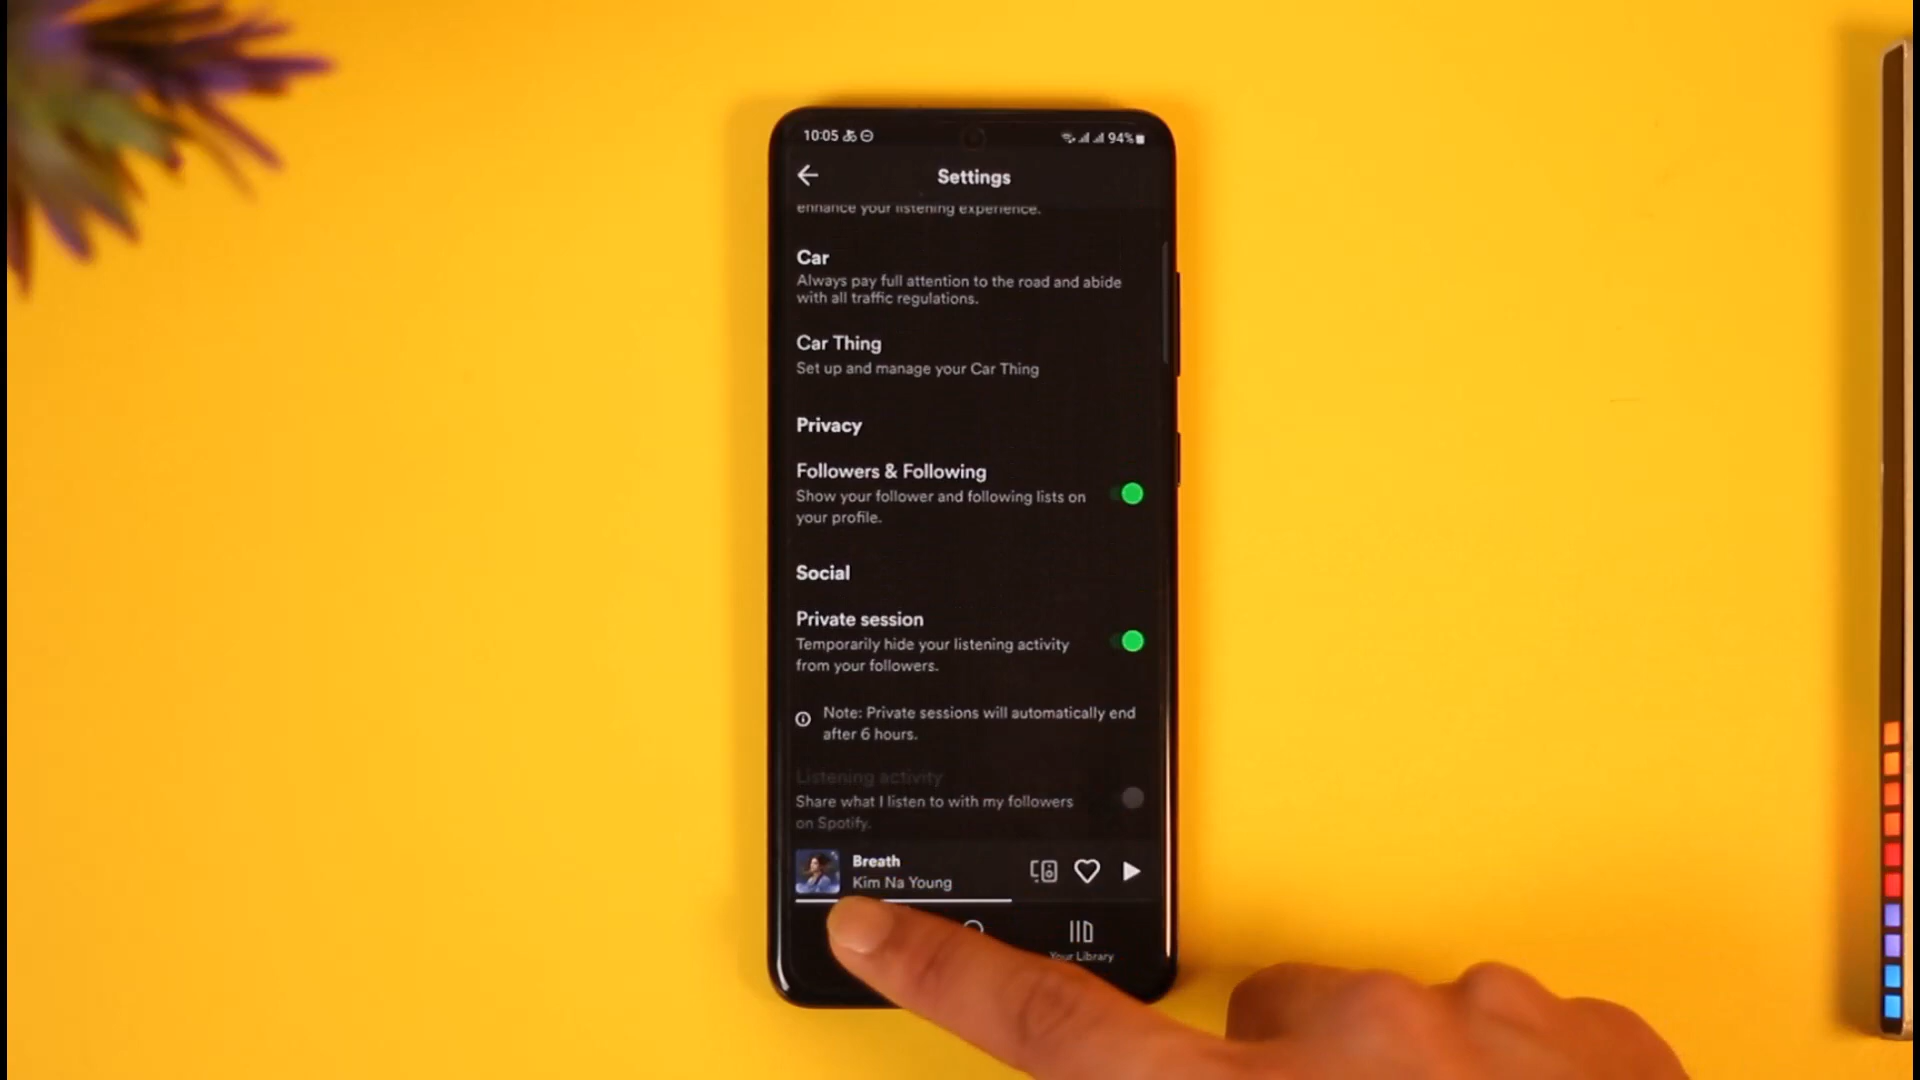 10:05
94%
Settings
enhance your listening experience.
Car
Always pay full attention to the road and abide
with all traffic regulations.
Car Thing
Set up and manage your Car Thing
Privacy
Followers & Following
Show your follower and following lists on
your profile.
Social
Private session
Temporarily hide your listening activity
from your followers.
Note: Private sessions will automatically end
after 6 hours.
Listening activity
Share what I listen to with my followers
on Spotify.
Breath
Kim Na Young
Your Library